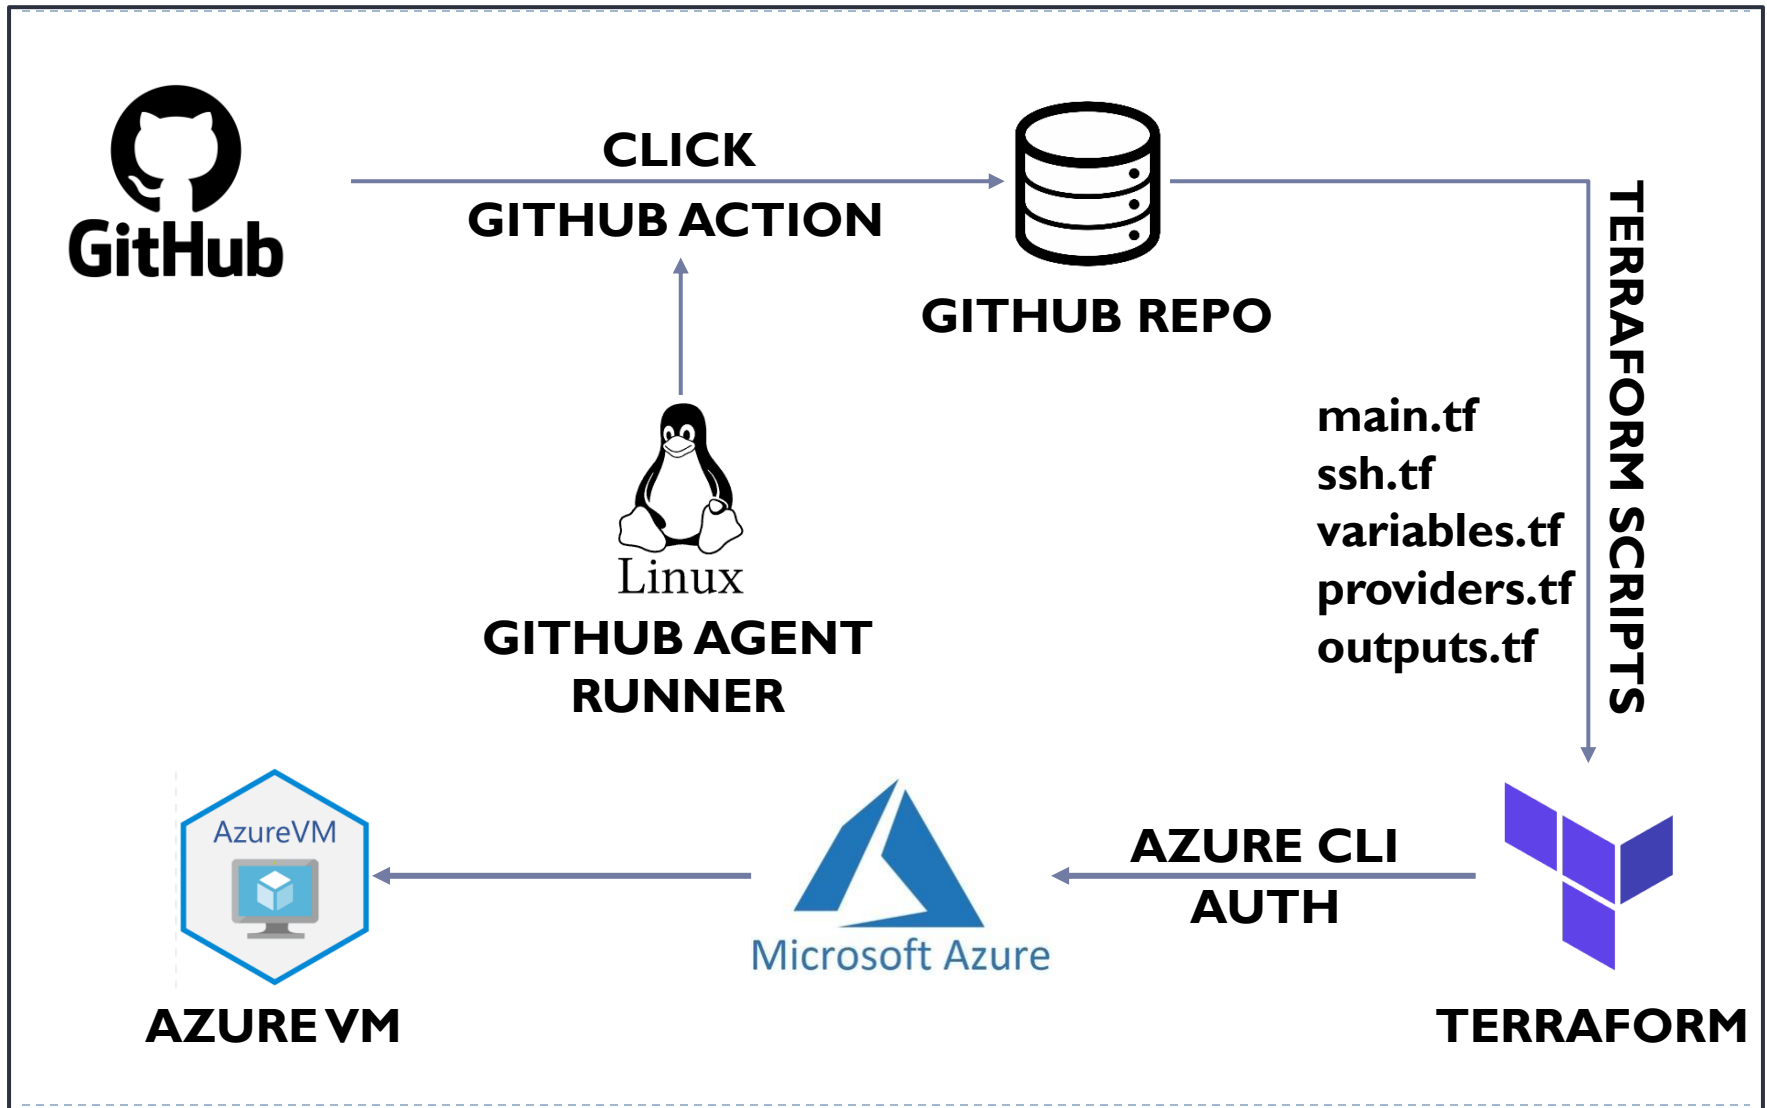 GitHub
CLICK
GITHUB ACTION
GITHUB REPO
TERRAFORM SCRIPTS
main.tf
ssh.tf
variables.tf
providers.tf
outputs.tf
Linux
GITHUB AGENT
RUNNER
AzureVM
AZURE VM
Microsoft Azure
AZURE CLI
AUTH
TERRAFORM